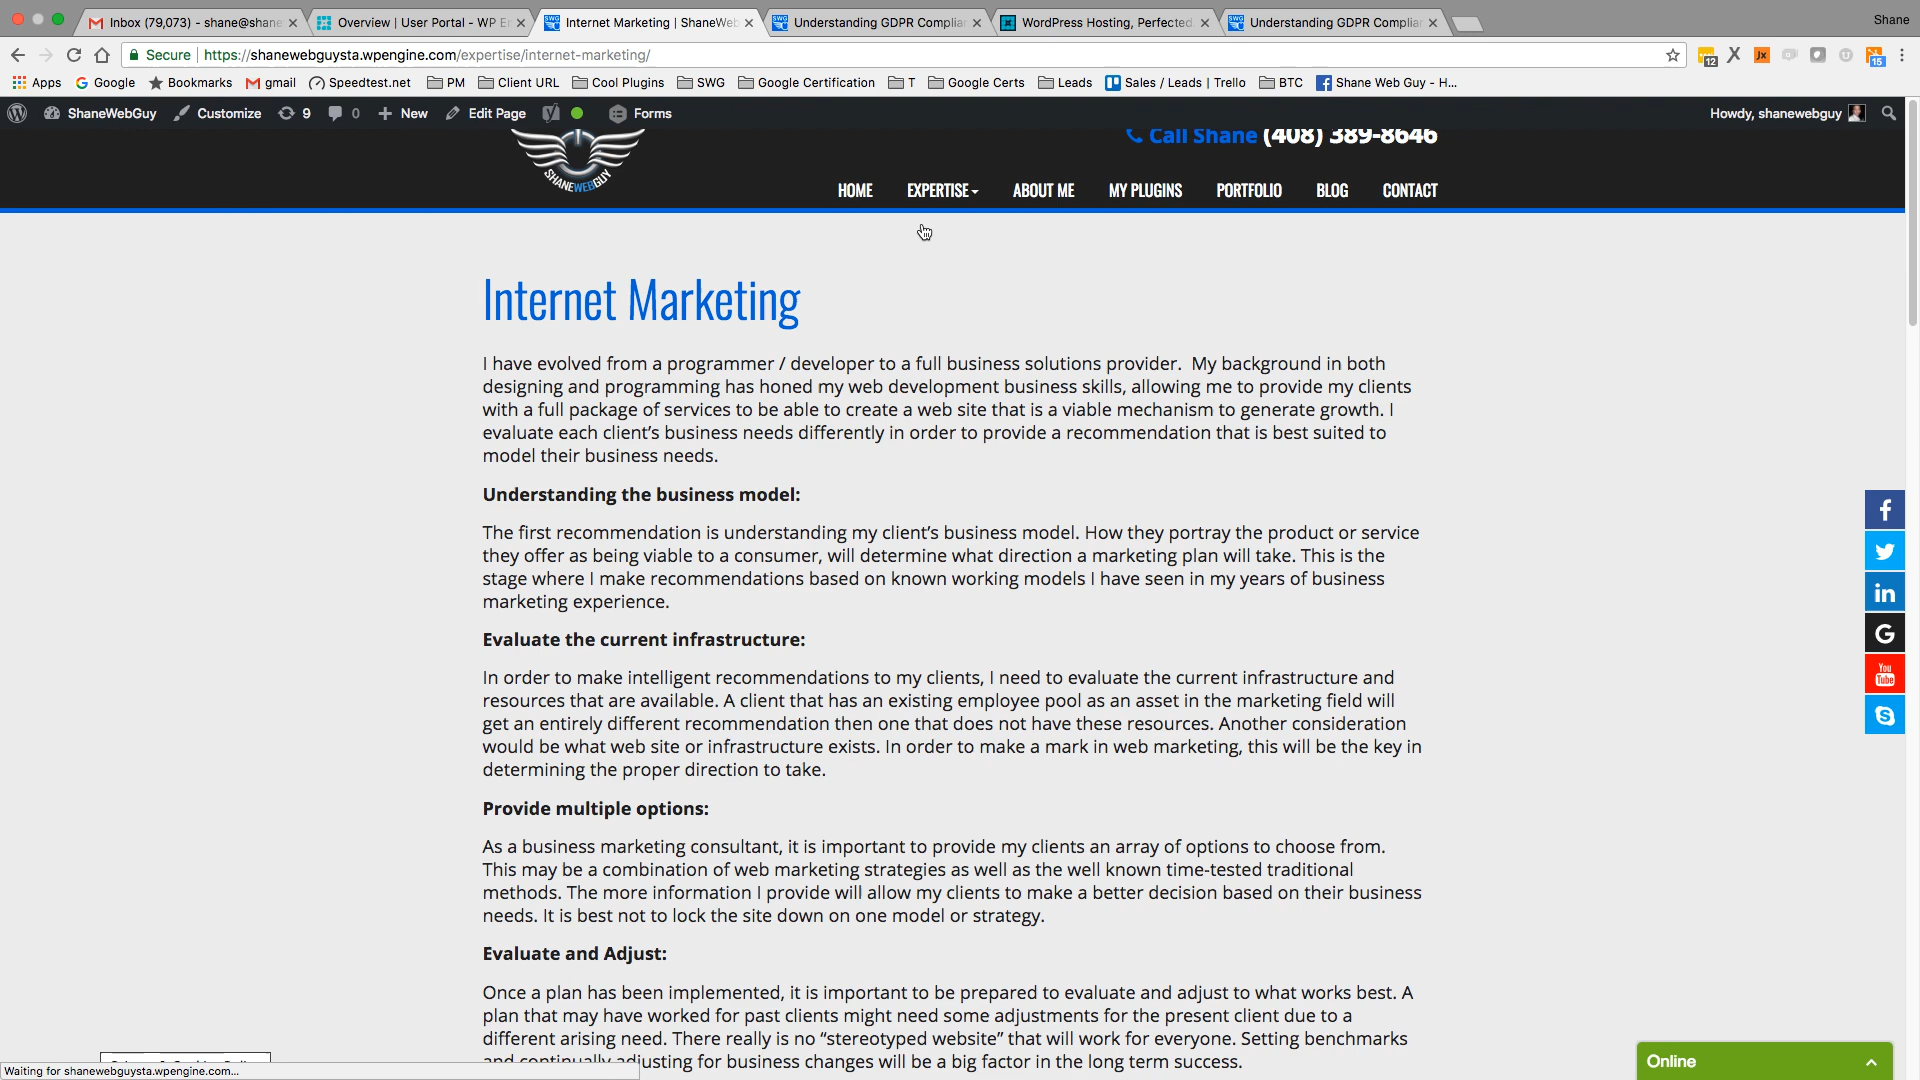 Inbox (79,073) - shane@shane
Overview | User Portal - WP En
Internet Marketing | ShaneWeb
Understanding GDPR Complian
WordPress Hosting, Perfected.
Understanding GDPR Complian
Shane
Secure
https://shanewebguysta.wpengine.com/expertise/internet-marketing/
12
15
Apps
Google
Bookmarks
gmail
Speedtest.net
PM
Client URL
Cool Plugins
SWG
Google Certification
T
Google Certs
Leads
Sales / Leads | Trello
BTC
Shane Web Guy - H...
ShaneWebGuy
Customize
9
0
New
Edit Page
Forms
Howdy, shanewebguy
SHANEWEBGUY
Call Shane (408) 389-8646
HOME
EXPERTISE
ABOUT ME
MY PLUGINS
PORTFOLIO
BLOG
CONTACT
Internet Marketing
I have evolved from a programmer / developer to a full business solutions provider. My background in both
designing and programming has honed my web development business skills, allowing me to provide my clients
with a full package of services to be able to create a web site that is a viable mechanism to generate growth. I
evaluate each client's business needs differently in order to provide a recommendation that is best suited to
model their business needs.
Understanding the business model:
The first recommendation is understanding my client's business model. How they portray the product or service
they offer as being viable to a consumer, will determine what direction a marketing plan will take. This is the
stage where I make recommendations based on known working models I have seen in my years of business
marketing experience.
Evaluate the current infrastructure:
In order to make intelligent recommendations to my clients, I need to evaluate the current infrastructure and
resources that are available. A client that has an existing employee pool as an asset in the marketing field will
get an entirely different recommendation then one that does not have these resources. Another consideration
would be what web site or infrastructure exists. In order to make a mark in web marketing, this will be the key in
determining the proper direction to take.
Provide multiple options:
As a business marketing consultant, it is important to provide my clients an array of options to choose from.
This may be a combination of web marketing strategies as well as the well known time-tested traditional
methods. The more information I provide will allow my clients to make a better decision based on their business
needs. It is best not to lock the site down on one model or strategy.
Evaluate and Adjust:
Once a plan has been implemented, it is important to be prepared to evaluate and adjust to what works best. A
plan that may have worked for past clients might need some adjustments for the present client due to a
different arising need. There really is no “stereotyped website” that will work for everyone. Setting benchmarks
and continually adjusting for business changes will be a big factor in the long term success.
You
Tube
Waiting for shanewebguysta.wpengine.com...
Online